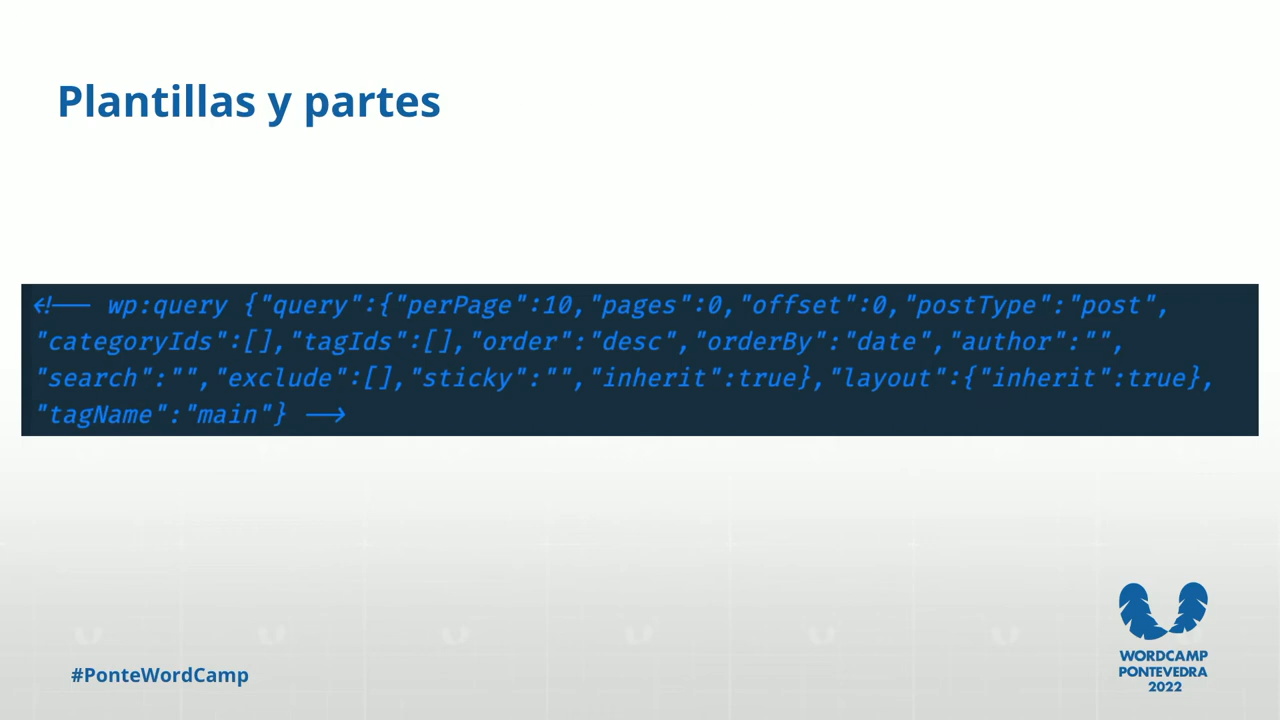 Plantillas y partes
<!-- wp:query {"query":{"perPage":10,"pages":0,"offset":0,"postType":"post",
"categoryIds":[],"tagIds":[],"order":"desc","orderBy":"date","author":"",
"search":"","exclude":[],"sticky":"","inherit":true},"layout":{"inherit":true},
"tagName":"main"} -->
#PonteWordCamp
WORDCAMP
PONTEVEDRA
2022